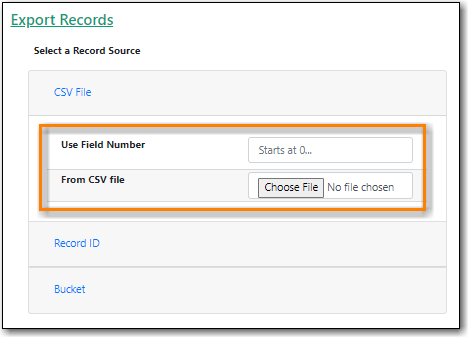 Export Records
Select a Record Source
CSV File
Use Field Number Starts at 0...
From CSV file Choose File No file chosen
Record ID
Bucket